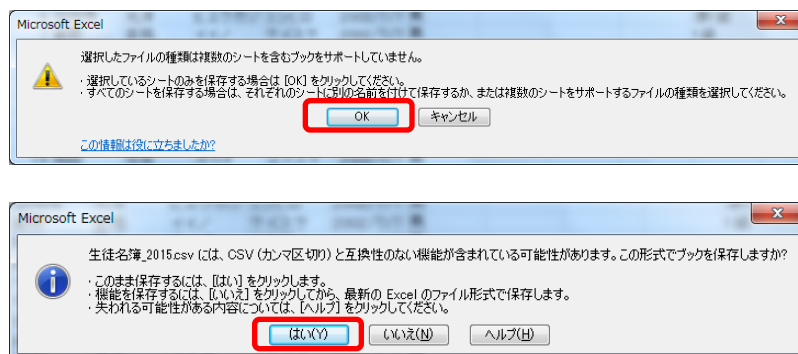 Microsoft Excel
選択したファイルの種類は複数のシートを含むブックをサポートしていません。
・選択しているシートのみを保存する場合は [OK] をクリックしてください。
・すべてのシートを保存する場合は、それぞれのシートに別の名前を付けて保存するか、または複数のシートをサポートするファイルの種類を選択してください。
OK キャンセル
この情報は役に立ちましたか?
Microsoft Excel
生徒名簿_2015.csv には、CSV (カンマ区切り) と互換性のない機能が含まれている可能性があります。この形式でブックを保存しますか?
・このまま保存するには、[はい] をクリックします。
・機能を保存するには、[いいえ] をクリックしてから、最新の Excel のファイル形式で保存します。
・失われる可能性がある内容については、[ヘルプ] をクリックしてください。
はい(Y) いいえ(N) ヘルプ(H)